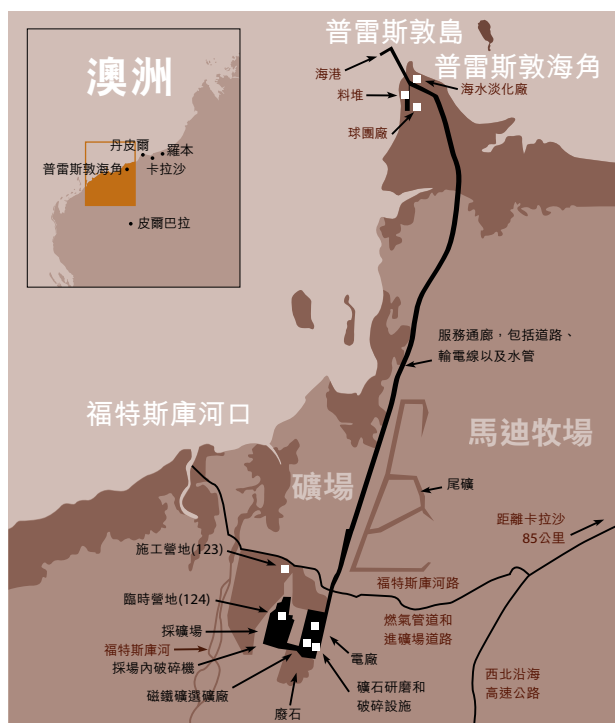 澳洲
丹皮爾
羅本
普雷斯敦海角
卡拉沙
皮爾巴拉
普雷斯敦島
海港
普雷斯敦海角
海水淡化廠
料堆
球團廠
服務通廊，包括道路、
輸電線以及水管
福特斯庫河口
馬迪牧場
礦場
尾礦
距離卡拉沙
85公里
施工營地(123)
福特斯庫河路
臨時營地(124)
燃氣管道和
進礦場道路
採礦場
福特斯庫河
電廠
採場內破碎機
西北沿海
高速公路
磁鐵礦選礦廠
礦石研磨和
破碎設施
廢石